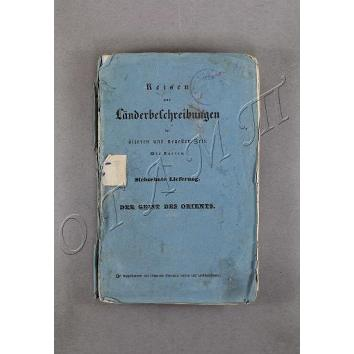 Reisen
und
Länderbeschreibungen
der
älteren und neuesten Zeit
Mit Karten.
Siebzehnte Lieferung.
DER GEIST DES ORIENTS.